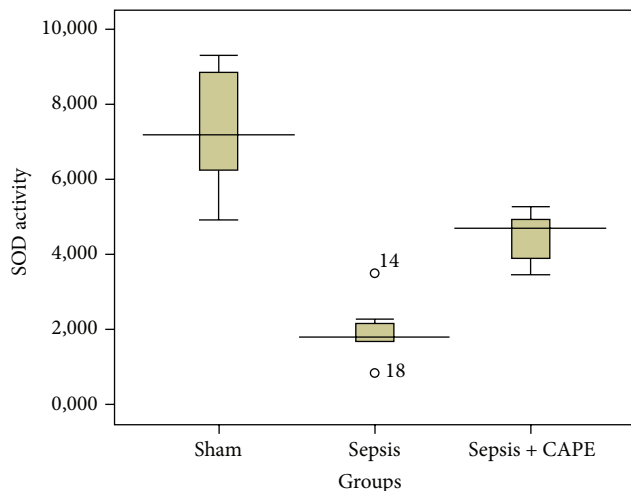 10,000
8,000
6,000
4,000
2,000
0,000
SOD activity
14
18
Sham
Sepsis
Sepsis + CAPE
Groups